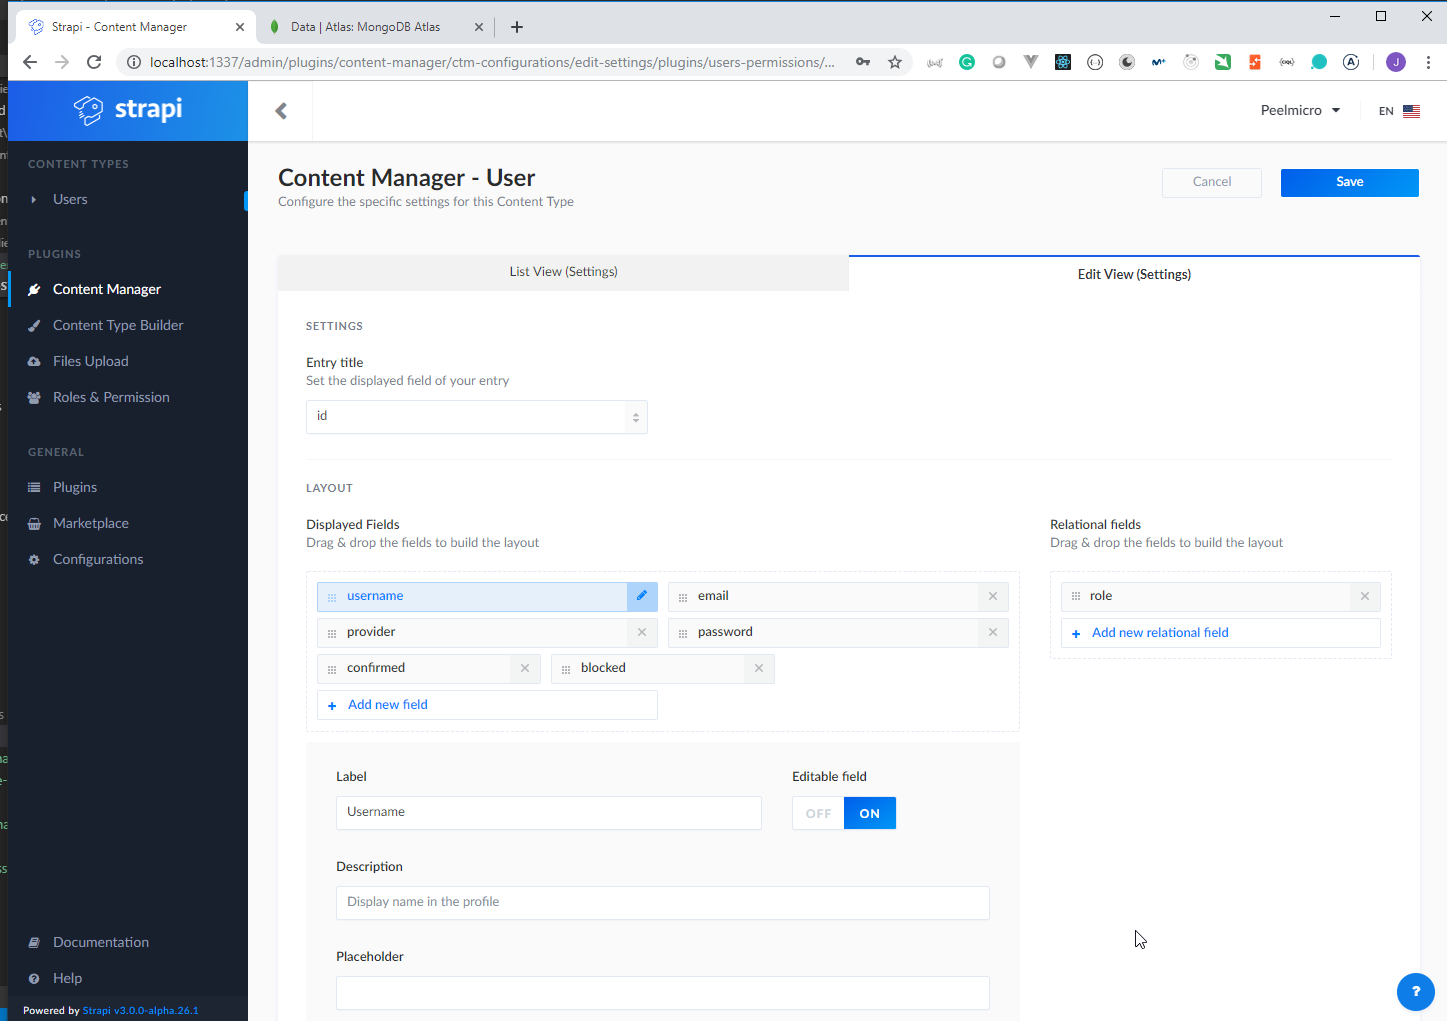 Strapi - Content Manager
Data | Atlas: MongoDB Atlas
localhost:1337/admin/plugins/content-manager/ctm-configurations/edit-settings/plugins/users-permissions/...
J
strapi
Peelmicro
EN
CONTENT TYPES
Users
PLUGINS
Content Manager
Content Type Builder
Files Upload
Roles & Permission
GENERAL
Plugins
Marketplace
Configurations
Documentation
Help
Powered by Strapi v3.0.0-alpha.26.1
Content Manager - User
Configure the specific settings for this Content Type
Cancel
Save
List View (Settings)
Edit View (Settings)
SETTINGS
Entry title
Set the displayed field of your entry
id
LAYOUT
Displayed Fields
Drag & drop the fields to build the layout
username
email
provider
password
confirmed
blocked
+ Add new field
Relational fields
Drag & drop the fields to build the layout
role
+ Add new relational field
Label
Username
Editable field
OFF ON
Description
Display name in the profile
Placeholder
?